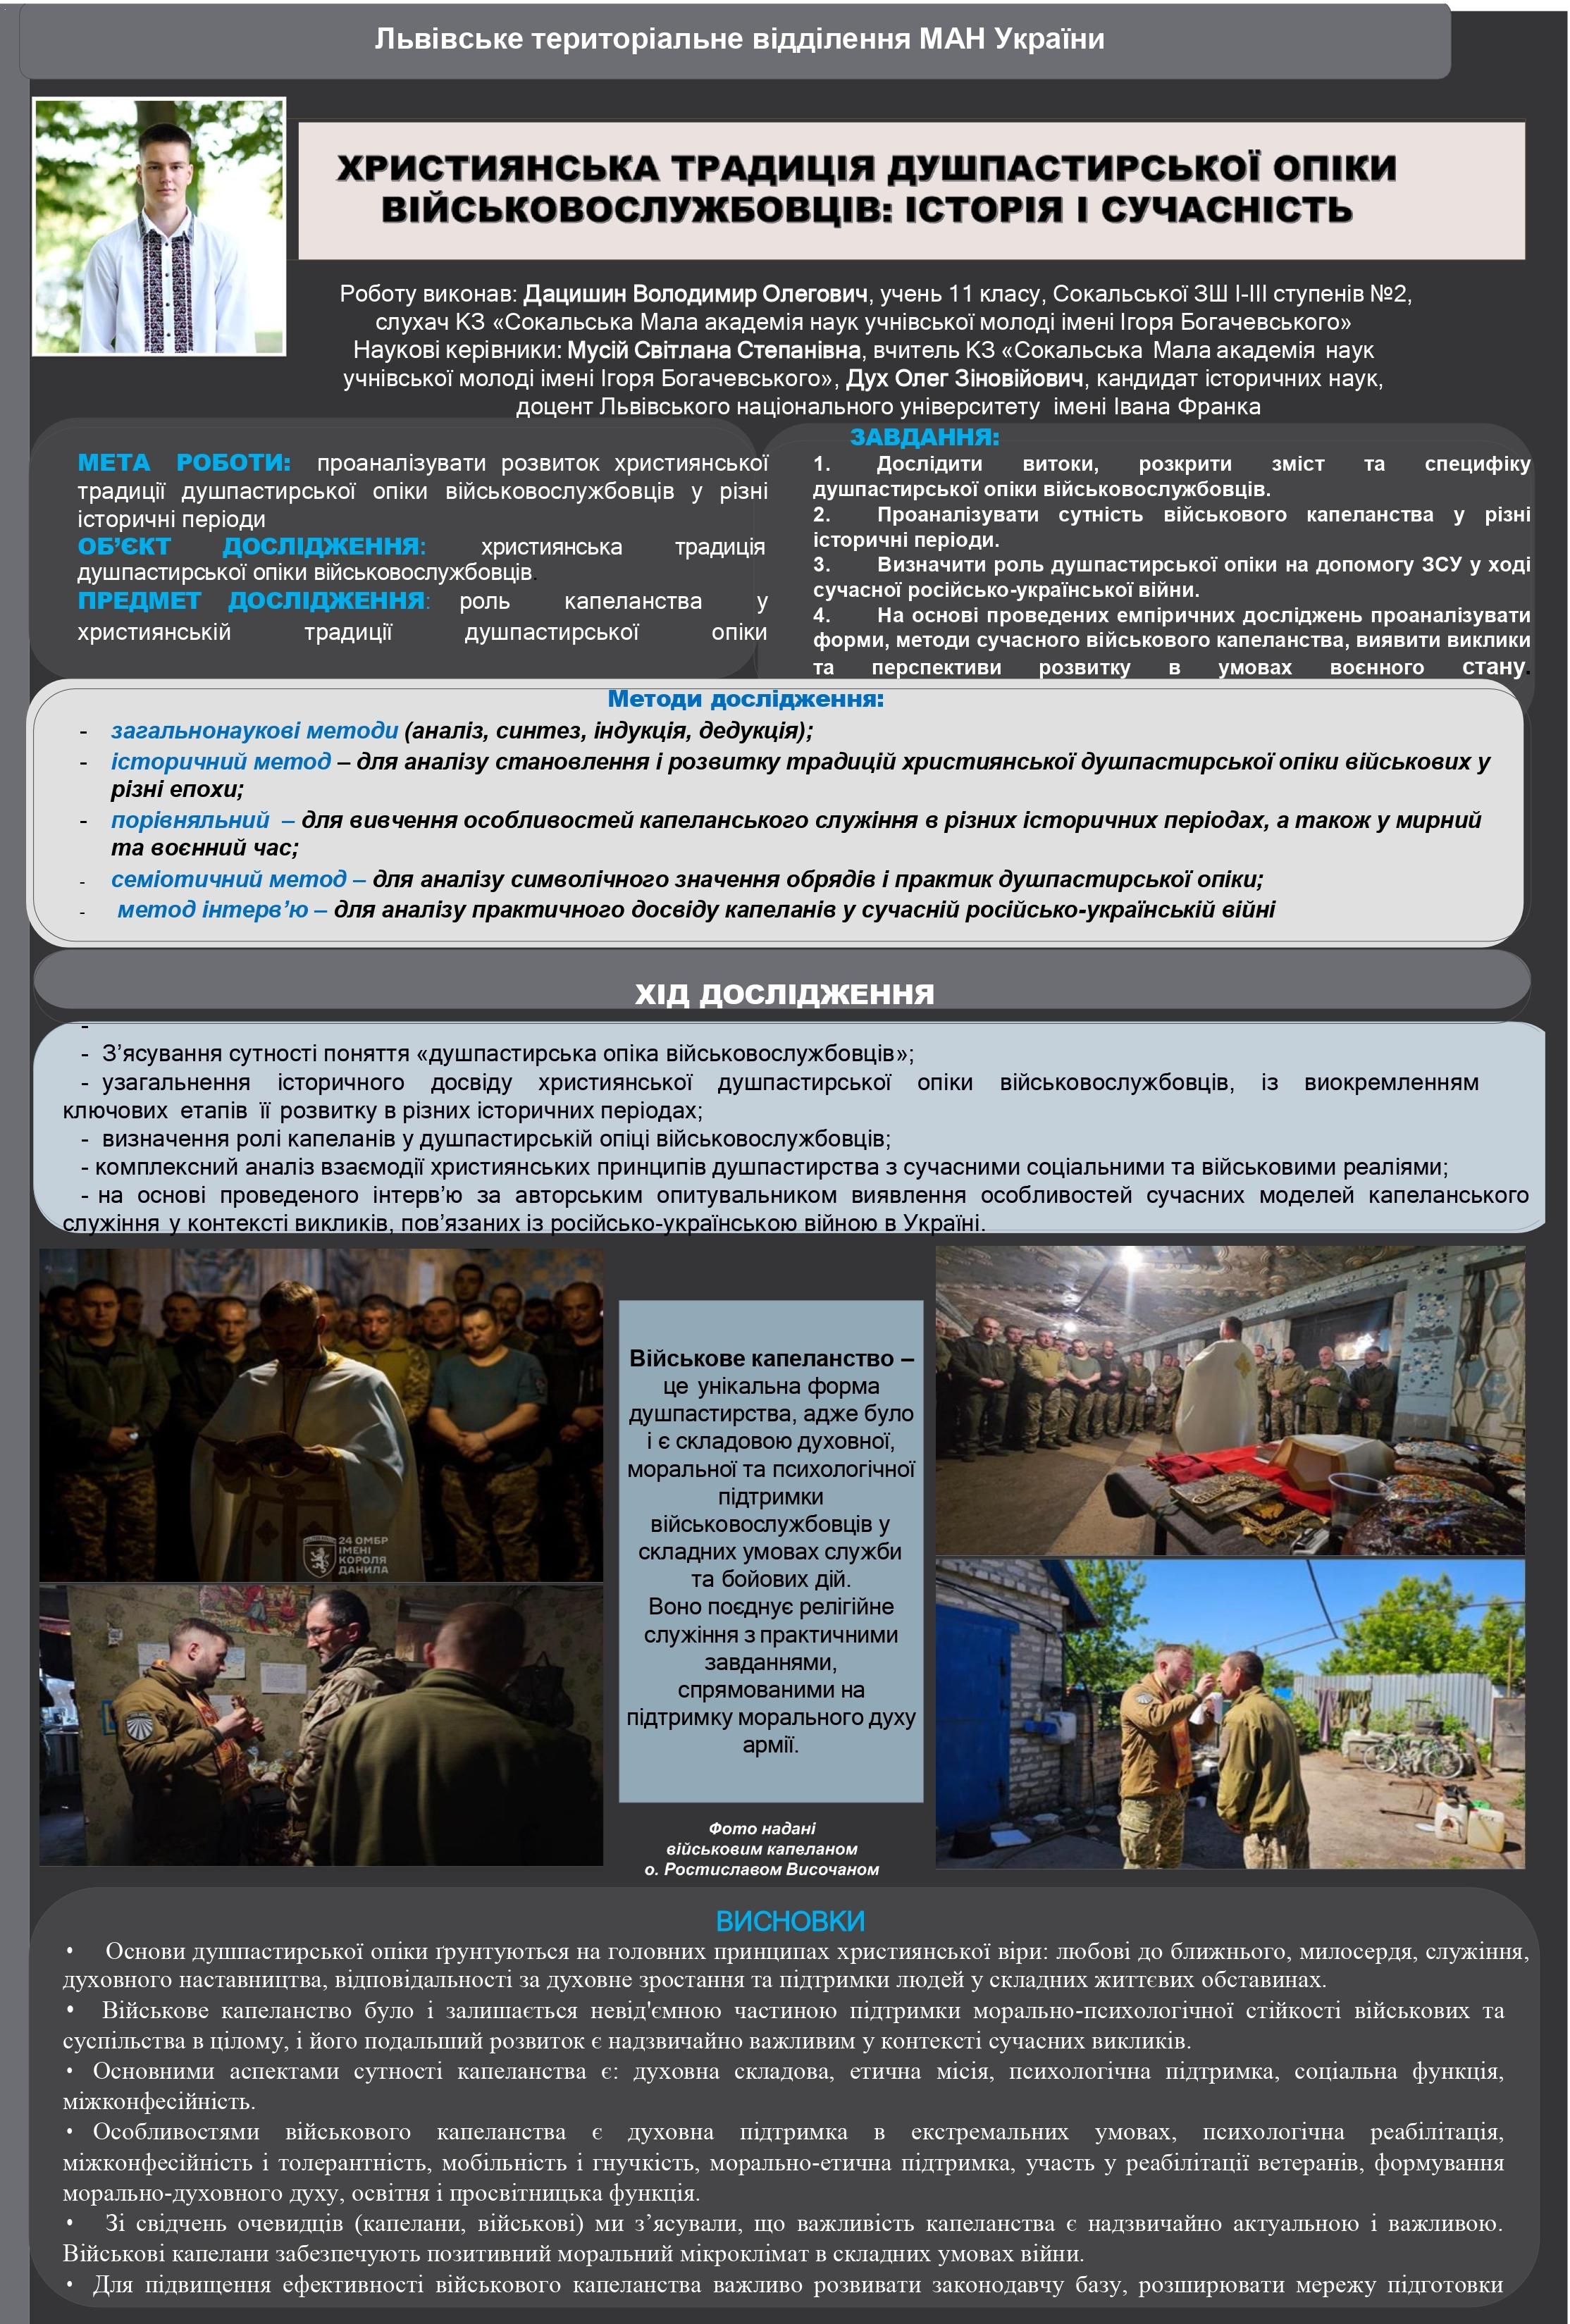 Львівське територіальне відділення МАН України
ХРИСТИЯНСЬКА ТРАДИЦІЯ ДУШПАСТИРСЬКОЇ ОПІКИ
ВІЙСЬКОВОСЛУЖБОВЦІВ: ІСТОРІЯ І СУЧАСНІСТЬ
Роботу виконав: Дацишин Володимир Олегович, учень 11 класу, Сокальської ЗШ І-ІІІ ступенів №2,
слухач КЗ «Сокальська Мала академія наук учнівської молоді імені Ігоря Богачевського»
Наукові керівники: Мусій Світлана Степанівна, вчитель КЗ «Сокальська Мала академія наук
учнівської молоді імені Ігоря Богачевського», Дух Олег Зіновійович, кандидат історичних наук,
доцент Львівського національного університету імені Івана Франка
МЕТА РОБОТИ: проаналізувати розвиток християнської
традиції душпастирської опіки військовослужбовців у різні
історичні періоди
ОБ’ЄКТ ДОСЛІДЖЕННЯ: християнська традиція
душпастирської опіки військовослужбовців.
ПРЕДМЕТ ДОСЛІДЖЕННЯ: роль капеланства у
християнській традиції душпастирської опіки
ЗАВДАННЯ:
1. Дослідити витоки, розкрити зміст та специфіку
душпастирської опіки військовослужбовців.
2. Проаналізувати сутність військового капеланства у різні
історичні періоди.
3. Визначити роль душпастирської опіки на допомогу ЗСУ у ході
сучасної російсько-української війни.
4. На основі проведених емпіричних досліджень проаналізувати
форми, методи сучасного військового капеланства, виявити виклики
та перспективи розвитку в умовах воєнного стану.
Методи дослідження:
- загальнонаукові методи (аналіз, синтез, індукція, дедукція);
- історичний метод – для аналізу становлення і розвитку традицій християнської душпастирської опіки військових у
різні епохи;
- порівняльний – для вивчення особливостей капеланського служіння в різних історичних періодах, а також у мирний
та воєнний час;
- семіотичний метод – для аналізу символічного значення обрядів і практик душпастирської опіки;
- метод інтерв’ю – для аналізу практичного досвіду капеланів у сучасній російсько-українській війні
ХІД ДОСЛІДЖЕННЯ
-
- З’ясування сутності поняття «душпастирська опіка військовослужбовців»;
- узагальнення історичного досвіду християнської душпастирської опіки військовослужбовців, із виокремленням
ключових етапів її розвитку в різних історичних періодах;
- визначення ролі капеланів у душпастирській опіці військовослужбовців;
- комплексний аналіз взаємодії християнських принципів душпастирства з сучасними соціальними та військовими реаліями;
- на основі проведеного інтерв’ю за авторським опитувальником виявлення особливостей сучасних моделей капеланського
служіння у контексті викликів, пов’язаних із російсько-українською війною в Україні.
24 ОМБР
ІМЕНІ
КОРОЛЯ
ДАНИЛА
Військове капеланство –
це унікальна форма
душпастирства, адже було
і є складовою духовної,
моральної та психологічної
підтримки
військовослужбовців у
складних умовах служби
та бойових дій.
Воно поєднує релігійне
служіння з практичними
завданнями,
спрямованими на
підтримку морального духу
армії.
Фото надані
військовим капеланом
о. Ростиславом Височаном
ВИСНОВКИ
• Основи душпастирської опіки ґрунтуються на головних принципах християнської віри: любові до ближнього, милосердя, служіння,
духовного наставництва, відповідальності за духовне зростання та підтримки людей у складних життєвих обставинах.
• Військове капеланство було і залишається невід'ємною частиною підтримки морально-психологічної стійкості військових та
суспільства в цілому, і його подальший розвиток є надзвичайно важливим у контексті сучасних викликів.
• Основними аспектами сутності капеланства є: духовна складова, етична місія, психологічна підтримка, соціальна функція,
міжконфесійність.
• Особливостями військового капеланства є духовна підтримка в екстремальних умовах, психологічна реабілітація,
міжконфесійність і толерантність, мобільність і гнучкість, морально-етична підтримка, участь у реабілітації ветеранів, формування
морально-духовного духу, освітня і просвітницька функція.
• Зі свідчень очевидців (капелани, військові) ми з’ясували, що важливість капеланства є надзвичайно актуальною і важливою.
Військові капелани забезпечують позитивний моральний мікроклімат в складних умовах війни.
• Для підвищення ефективності військового капеланства важливо розвивати законодавчу базу, розширювати мережу підготовки